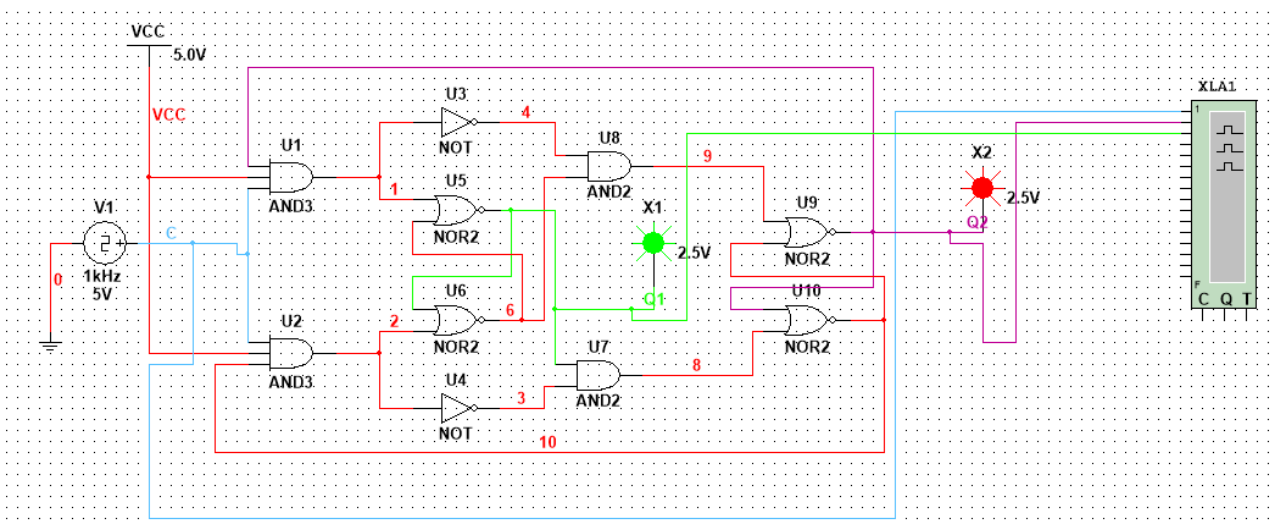 VCC
5.0V
VCC
U1
AND3
U3
4
NOT
U8
AND2
9
1
U5
NOR2
V1
C
0
1kHz
5V
X1
2.5V
Q1
U9
NOR2
X2
2.5V
Q2
XLA1
1
F
C Q T
U6
6
NOR2
U2
2
AND3
U10
NOR2
U7
8
AND2
U4
3
NOT
10